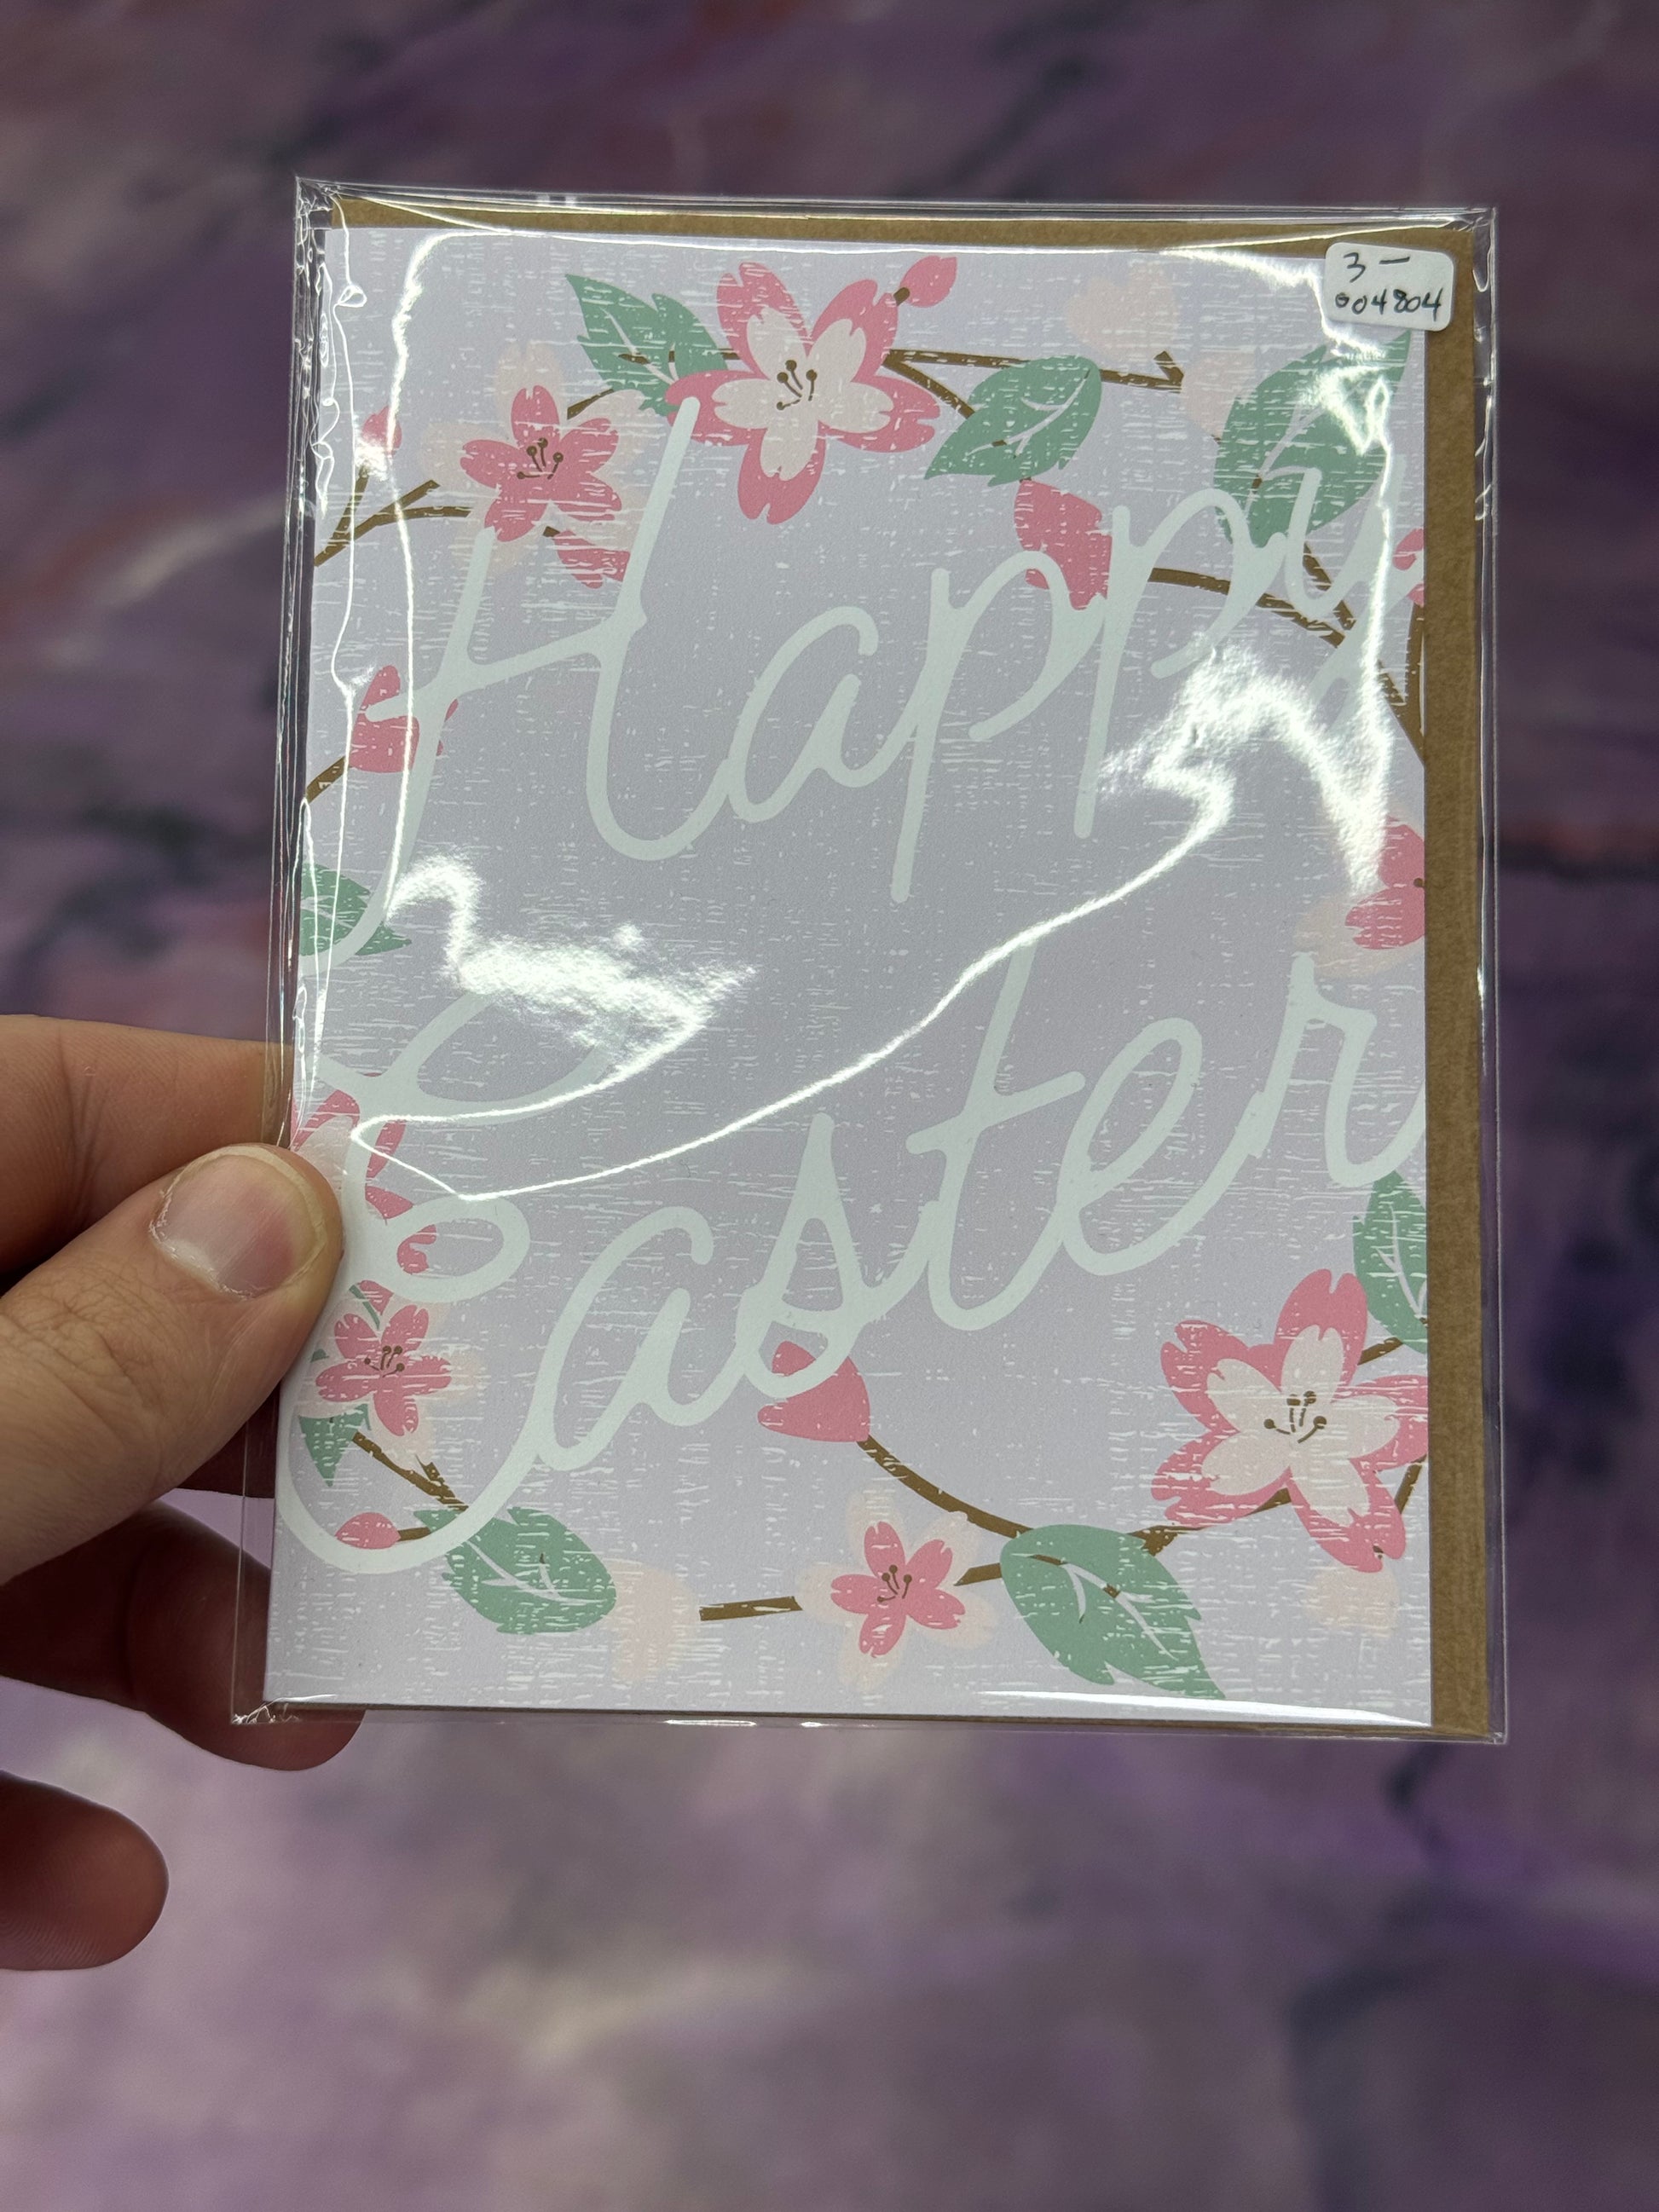 3 —
004804
Happy
Easter